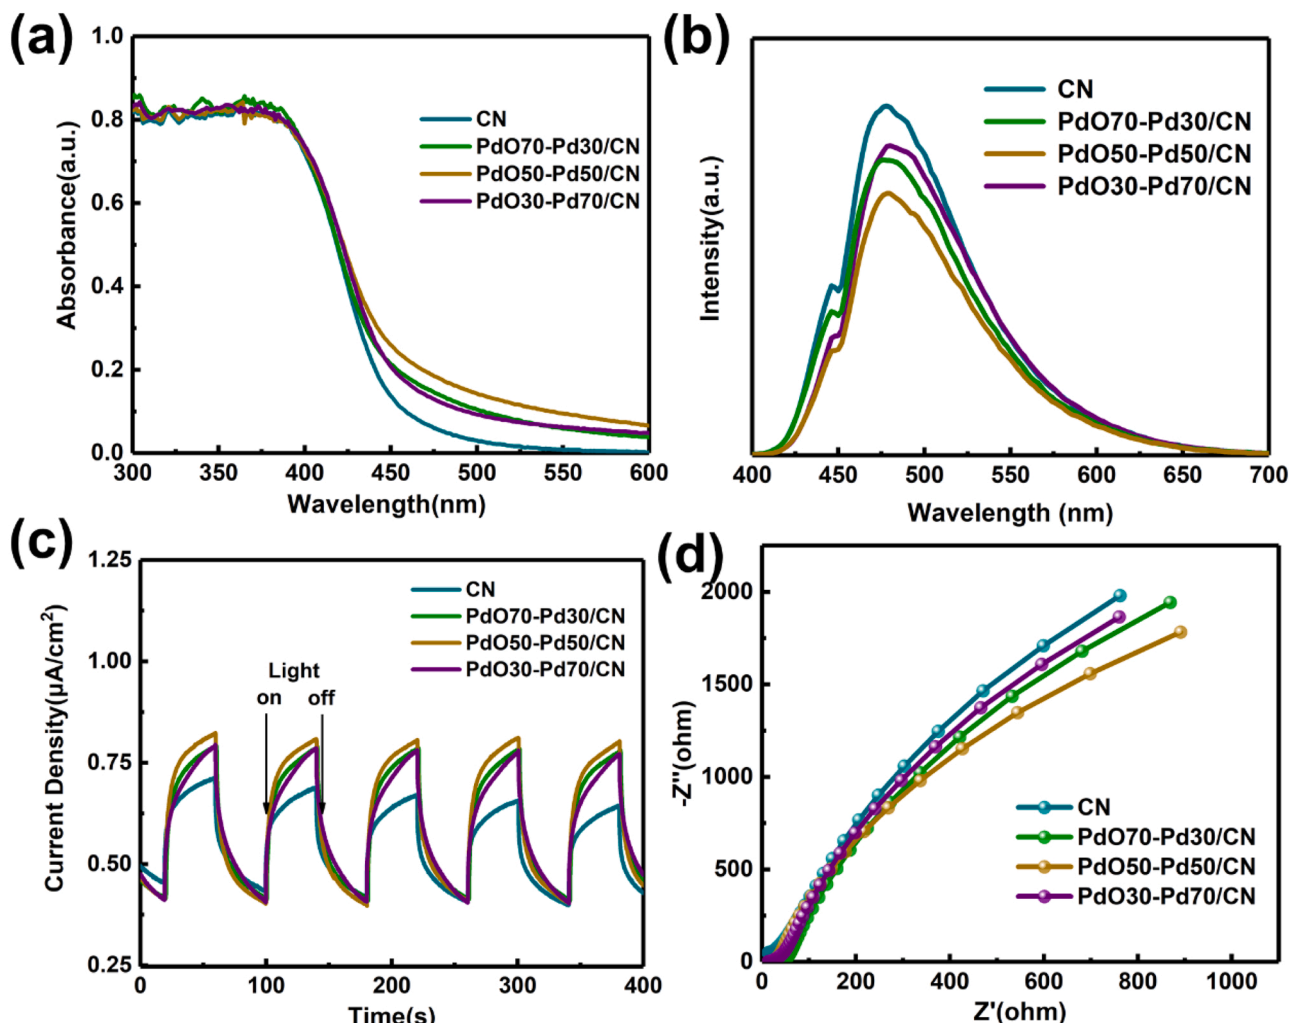 (a)
1.0
0.8
0.6
0.4
0.2
0.0
Absorbance(a.u.)
CN
PdO70-Pd30/CN
PdO50-Pd50/CN
PdO30-Pd70/CN
300 350 400 450 500 550 600
Wavelength(nm)
(b)
Intensity(a.u.)
CN
PdO70-Pd30/CN
PdO50-Pd50/CN
PdO30-Pd70/CN
400 450 500 550 600 650 700
Wavelength (nm)
(c)
1.25
1.00
0.75
0.50
0.25
Current Density(μA/cm²)
CN
PdO70-Pd30/CN
PdO50-Pd50/CN
PdO30-Pd70/CN
Light
on off
0 100 200 300 400
Time(s)
(d)
2000
1500
1000
500
0
-Z''(ohm)
CN
PdO70-Pd30/CN
PdO50-Pd50/CN
PdO30-Pd70/CN
0 200 400 600 800 1000
Z'(ohm)